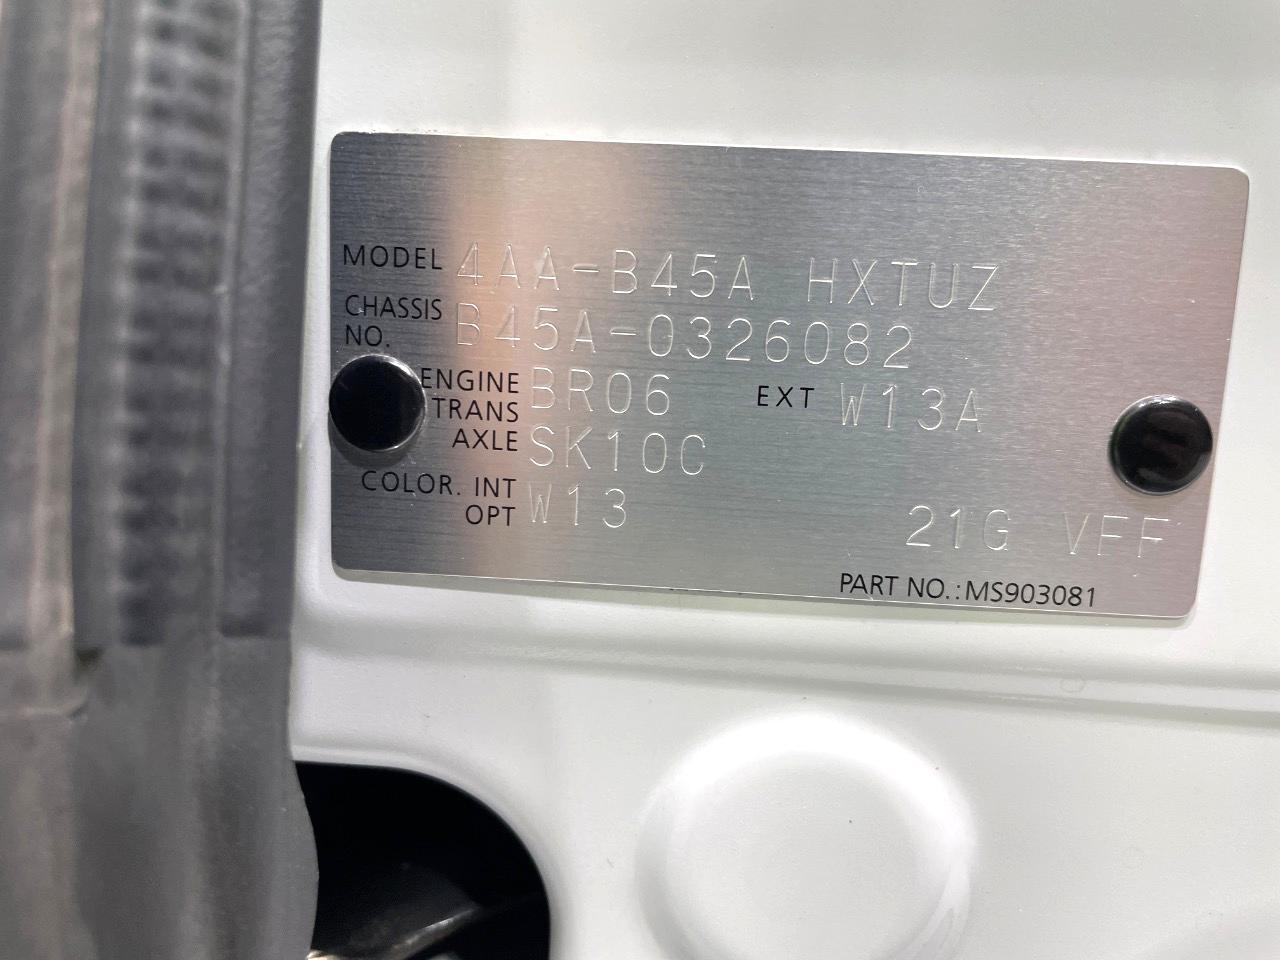 MODEL 4AA-B45A HXTUZ
CHASSIS NO. B45A-0326082
ENGINE BR06 EXT W13A
TRANS AXLE SK10C
COLOR. INT OPT W13 21G VFF
PART NO.: MS903081